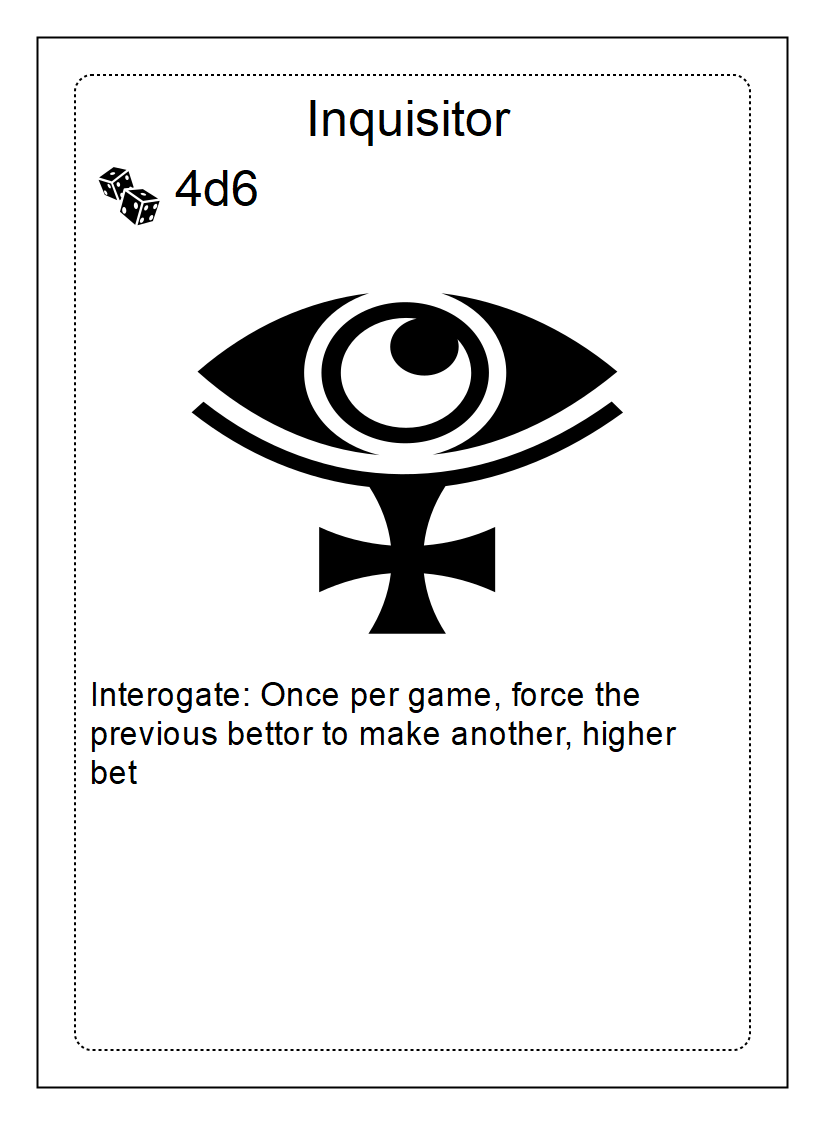 Inquisitor
4d6
Interogate: Once per game, force the
previous bettor to make another, higher
bet